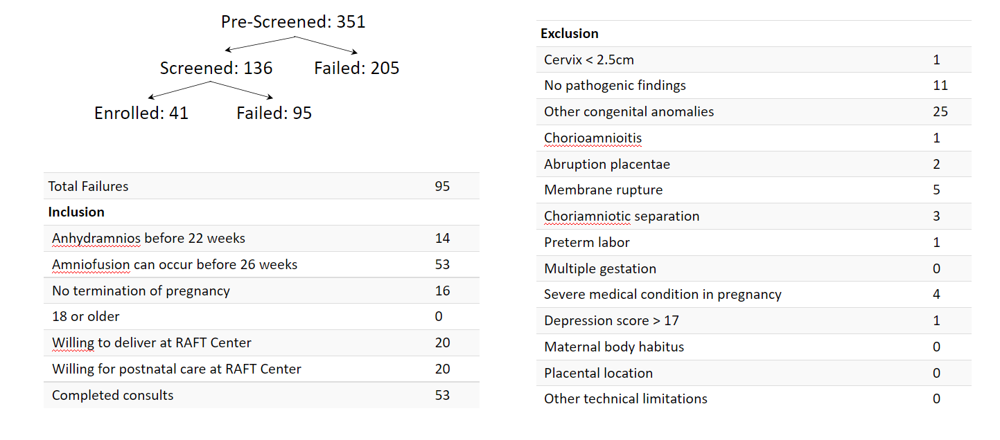 Pre-Screened: 351
Screened: 136 Failed: 205
Enrolled: 41 Failed: 95
Total Failures 95
Inclusion
Anhydramnios before 22 weeks 14
Amniofusion can occur before 26 weeks 53
No termination of pregnancy 16
18 or older 0
Willing to deliver at RAFT Center 20
Willing for postnatal care at RAFT Center 20
Completed consults 53
Exclusion
Cervix < 2.5cm 1
No pathogenic findings 11
Other congenital anomalies 25
Chorioamnioitis 1
Abruption placentae 2
Membrane rupture 5
Choriamniotic separation 3
Preterm labor 1
Multiple gestation 0
Severe medical condition in pregnancy 4
Depression score > 17 1
Maternal body habitus 0
Placental location 0
Other technical limitations 0